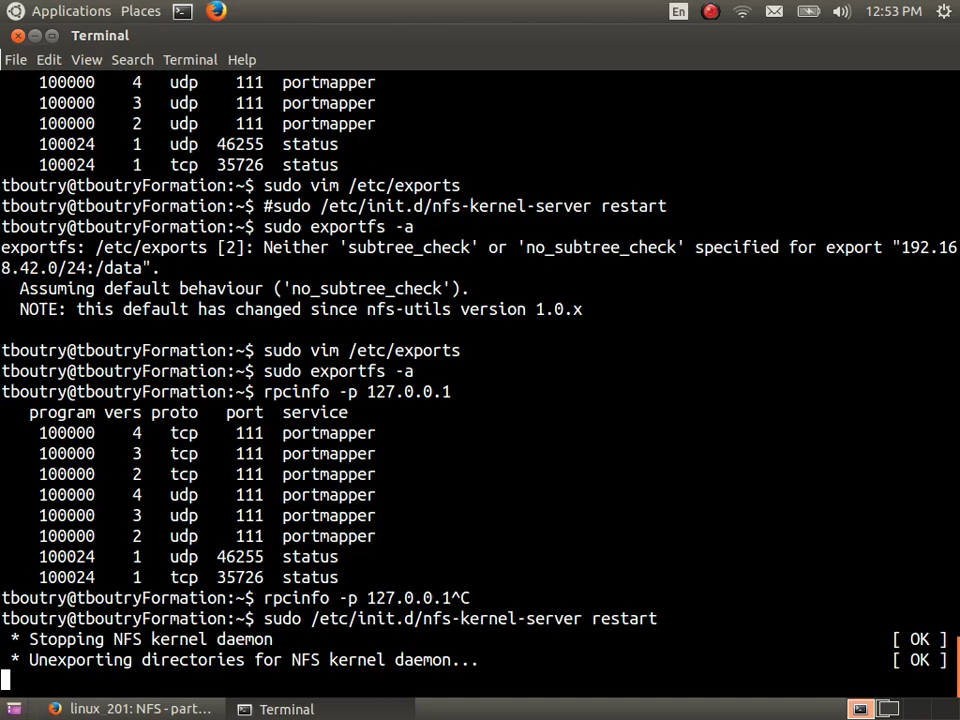 Applications Places En 12:53 PM
Terminal
File Edit View Search Terminal Help
100000 4 udp 111 portmapper
100000 3 udp 111 portmapper
100000 2 udp 111 portmapper
100024 1 udp 46255 status
100024 1 tcp 35726 status
tboutry@tboutryFormation:~$ sudo vim /etc/exports
tboutry@tboutryFormation:~$ #sudo /etc/init.d/nfs-kernel-server restart
tboutry@tboutryFormation:~$ sudo exportfs -a
exportfs: /etc/exports [2]: Neither 'subtree_check' or 'no_subtree_check' specified for export "192.16
8.42.0/24:/data".
Assuming default behaviour ('no_subtree_check').
NOTE: this default has changed since nfs-utils version 1.0.x
tboutry@tboutryFormation:~$ sudo vim /etc/exports
tboutry@tboutryFormation:~$ sudo exportfs -a
tboutry@tboutryFormation:~$ rpcinfo -p 127.0.0.1
program vers proto port service
100000 4 tcp 111 portmapper
100000 3 tcp 111 portmapper
100000 2 tcp 111 portmapper
100000 4 udp 111 portmapper
100000 3 udp 111 portmapper
100000 2 udp 111 portmapper
100024 1 udp 46255 status
100024 1 tcp 35726 status
tboutry@tboutryFormation:~$ rpcinfo -p 127.0.0.1^C
tboutry@tboutryFormation:~$ sudo /etc/init.d/nfs-kernel-server restart
* Stopping NFS kernel daemon [ OK ]
* Unexporting directories for NFS kernel daemon... [ OK ]
linux_201: NFS - part... Terminal